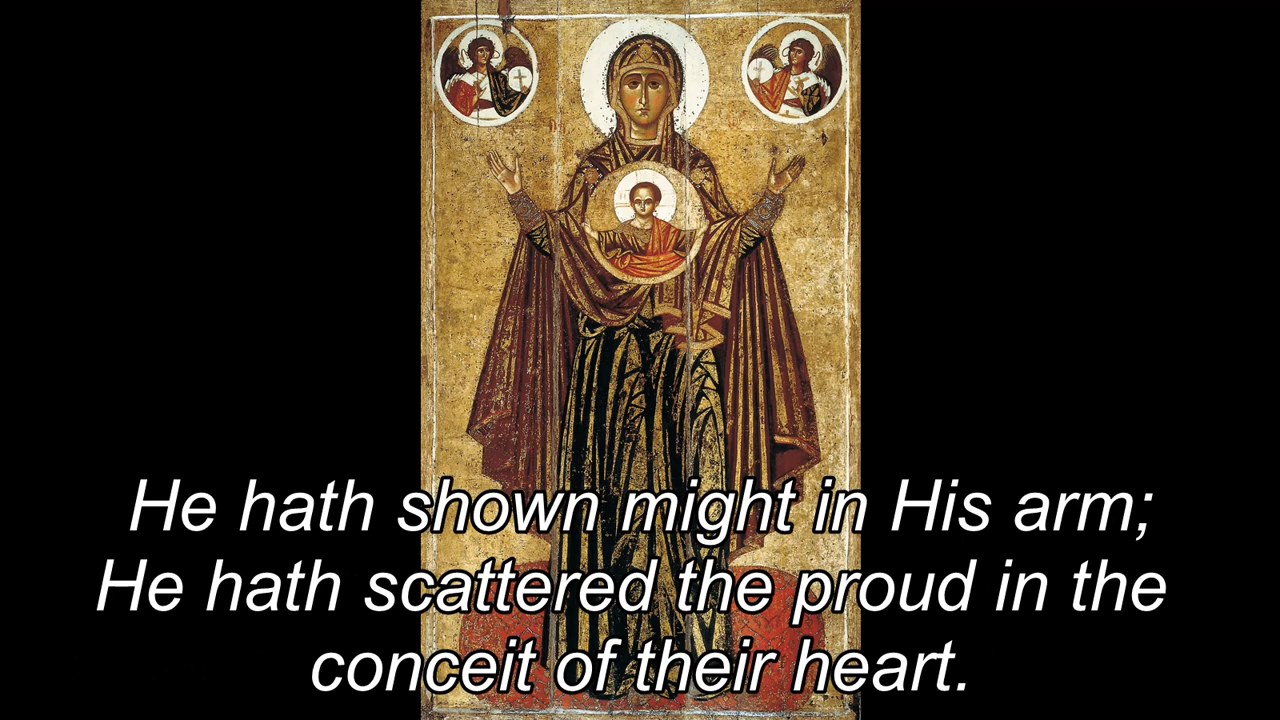 He hath shown might in His arm;
He hath scattered the proud in the
conceit of their heart.